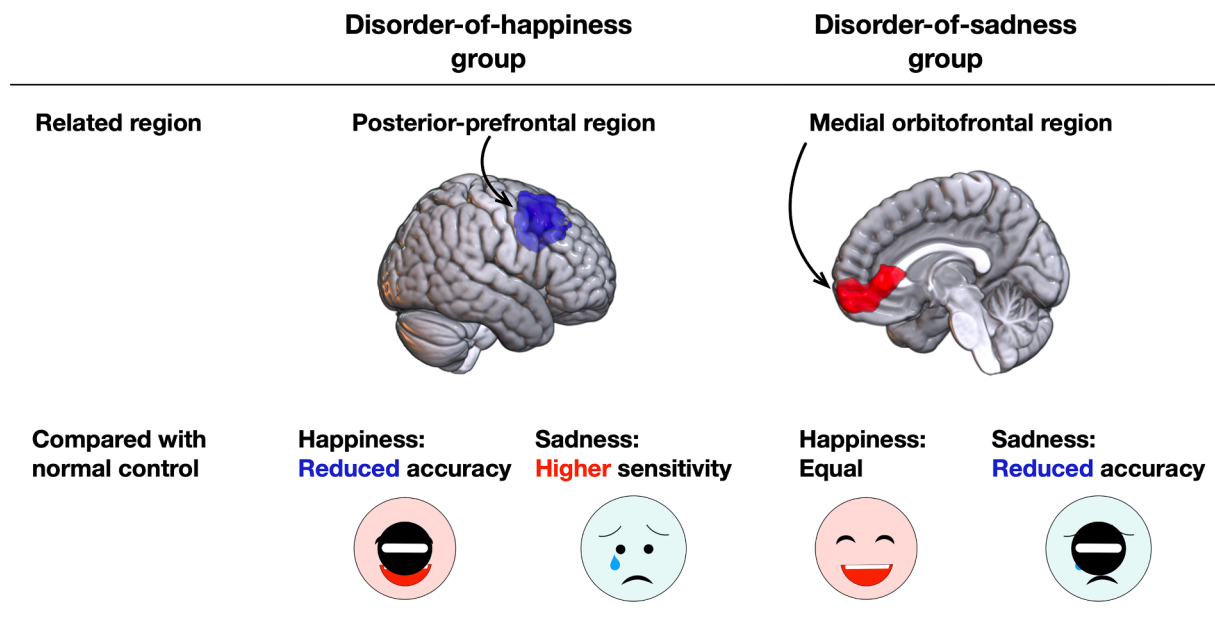 Disorder-of-happiness
group
Disorder-of-sadness
group
Related region
Posterior-prefrontal region
Medial orbitofrontal region
Compared with
normal control
Happiness:
Reduced accuracy
Sadness:
Higher sensitivity
Happiness:
Equal
Sadness:
Reduced accuracy